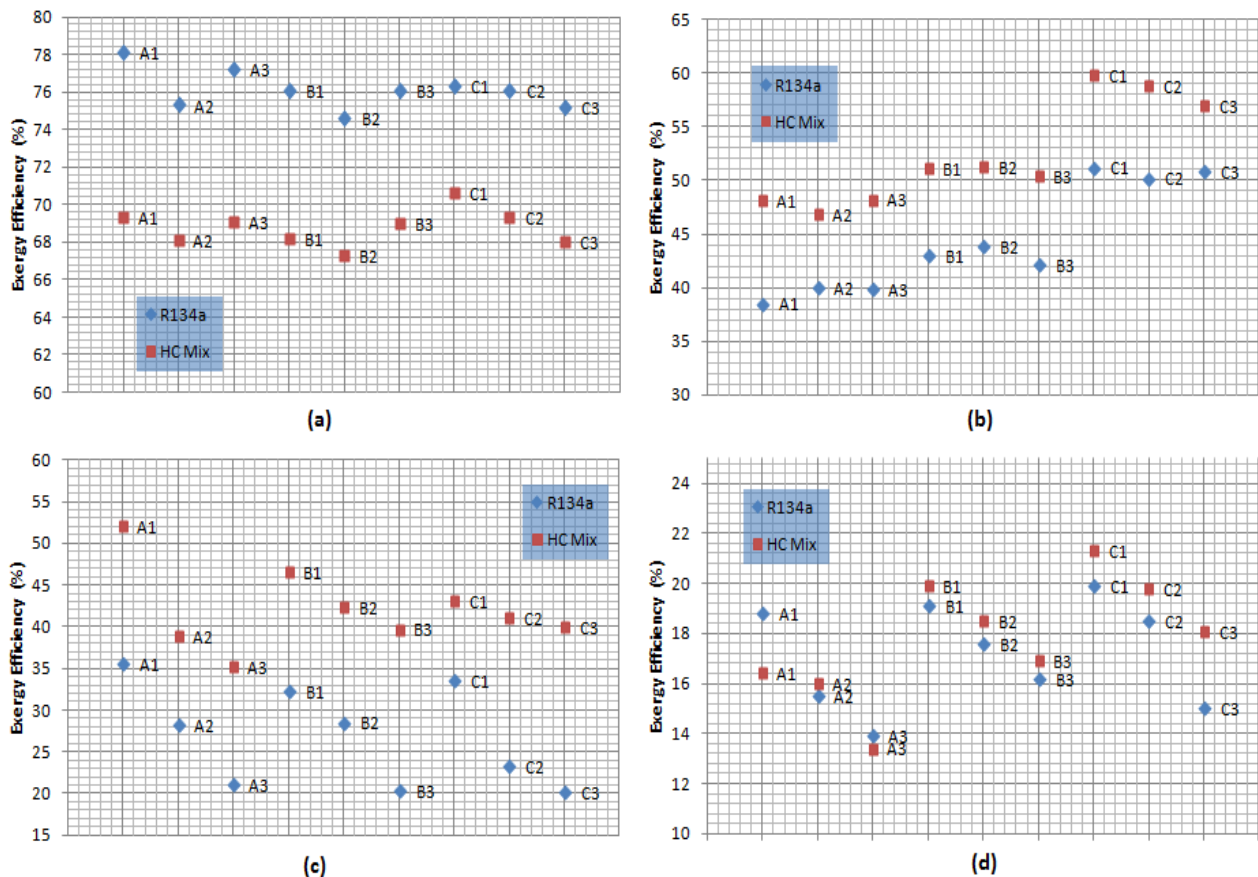 80
78
76
74
72
70
68
66
64
62
60
Exergy Efficiency (%)
A1
A2
A3
B1
B2
B3
C1
C2
C3
A1
A2
A3
B1
B2
B3
C1
C2
C3
R134a
HC Mix
(a)
65
60
55
50
45
40
35
30
Exergy Efficiency (%)
R134a
HC Mix
C1
C2
C3
A1
A2
A3
B1
B2
B3
C1
C2
C3
A1
A2
A3
B1
B2
B3
(b)
60
55
50
45
40
35
30
25
20
15
Exergy Efficiency (%)
R134a
HC Mix
A1
A2
A3
B1
B2
B3
C1
C2
C3
A1
A2
A3
B1
B2
B3
C1
C2
C3
(c)
24
22
20
18
16
14
12
10
Exergy Efficiency (%)
R134a
HC Mix
A1
A1
A2
A2
A3
A3
B1
B1
B2
B2
B3
B3
C1
C1
C2
C2
C3
C3
(d)